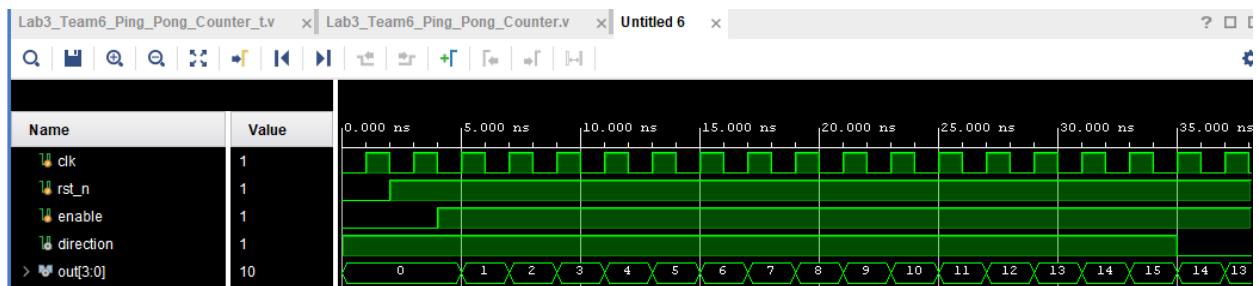 Lab3_Team6_Ping_Pong_Counter_t.v × Lab3_Team6_Ping_Pong_Counter.v × Untitled 6 × ?
Name Value 0.000 ns 5.000 ns 10.000 ns 15.000 ns 20.000 ns 25.000 ns 30.000 ns 35.000 ns
clk 1
rst_n 1
enable 1
direction 1
> out[3:0] 10 0 1 2 3 4 5 6 7 8 9 10 11 12 13 14 15 14 13